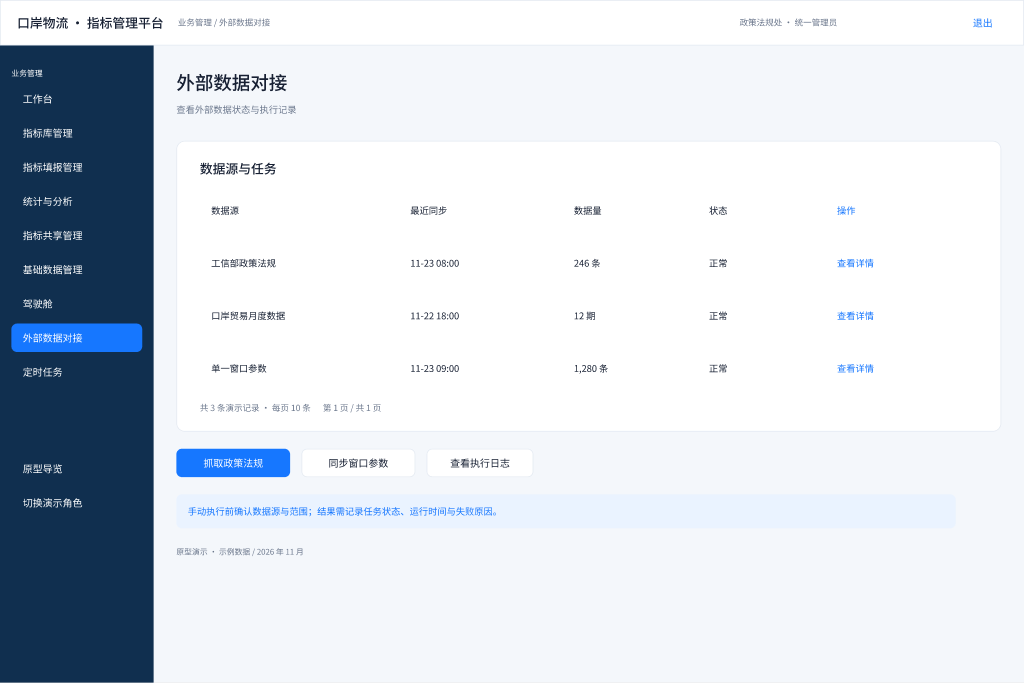 口岸物流 · 指标管理平台 业务管理 / 外部数据对接 政策法规处 · 统一管理员 退出
业务管理
工作台
指标库管理
指标填报管理
统计与分析
指标共享管理
基础数据管理
驾驶舱
外部数据对接
定时任务
原型导览
切换演示角色
外部数据对接
查看外部数据状态与执行记录
数据源与任务
数据源 最近同步 数据量 状态 操作
工信部政策法规 11-23 08:00 246 条 正常 查看详情
口岸贸易月度数据 11-22 18:00 12 期 正常 查看详情
单一窗口参数 11-23 09:00 1,280 条 正常 查看详情
共 3 条演示记录 · 每页 10 条 第 1 页 / 共 1 页
抓取政策法规 同步窗口参数 查看执行日志
手动执行前确认数据源与范围；结果需记录任务状态、运行时间与失败原因。
原型演示 · 示例数据 / 2026 年 11 月